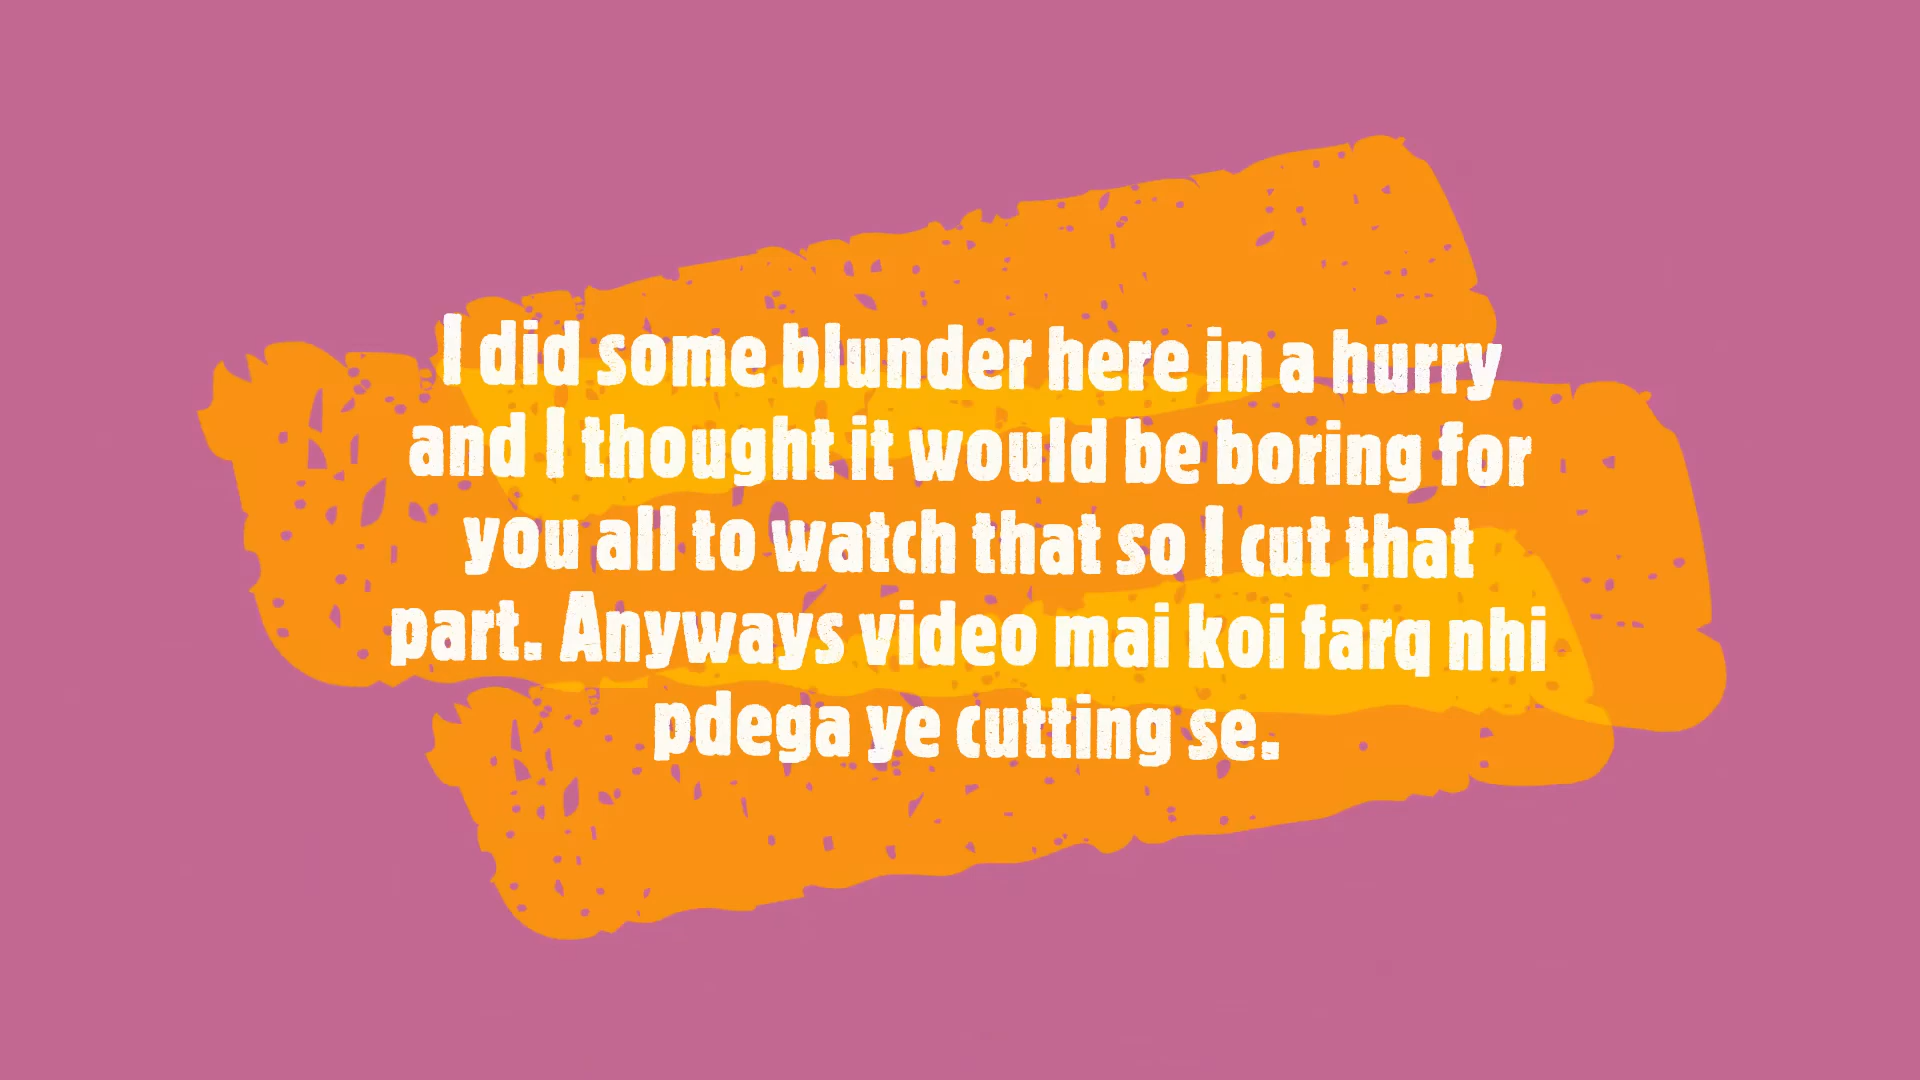 I did some blunder here in a hurry
and I thought it would be boring for
you all to watch that so I cut that
part. Anyways video mai koi farq nhi
pdega ye cutting se.